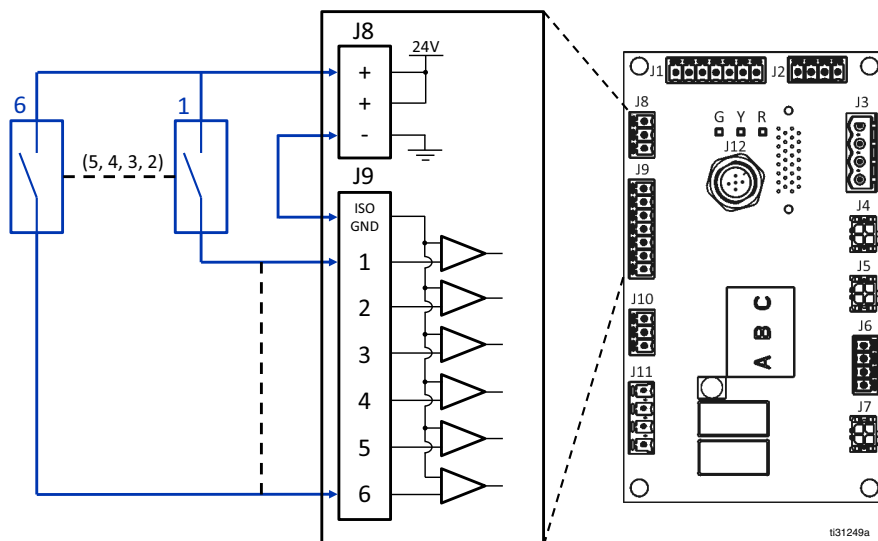 J8
24V
+
+
-
6
1
(5, 4, 3, 2)
J9
ISO
GND
1
2
3
4
5
6
J1
J2
J8
G Y R
J3
J12
J9
J4
J5
J10
A B C
J6
J11
J7
ti31249a